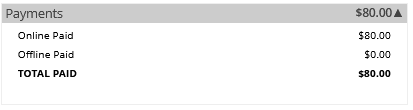 Payments $80.00▲
Online Paid $80.00
Offline Paid $0.00
TOTAL PAID $80.00